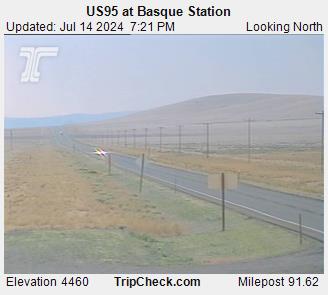 US95 at Basque Station
Updated: Jul 14 2024 7:21 PM Looking North
Elevation 4460 TripCheck.com Milepost 91.62